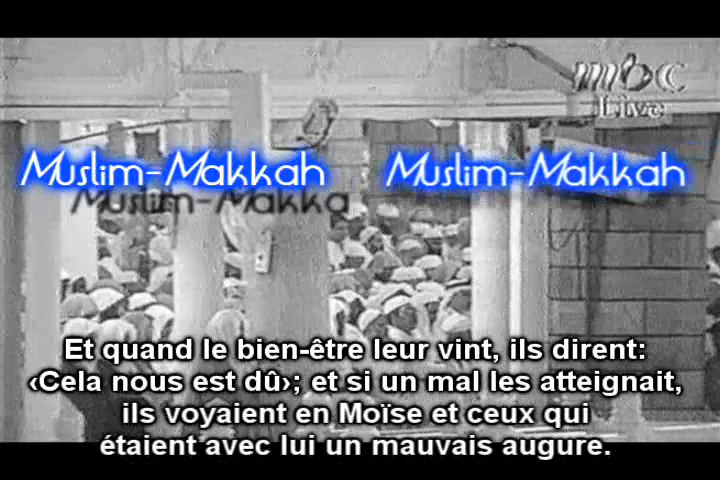 mbc
Live
Muslim-Makkah
Muslim-Makkah
Muslim-Makka
Et quand le bien-être leur vint, ils dirent:
‹Cela nous est dû›; et si un mal les atteignait,
ils voyaient en Moïse et ceux qui
étaient avec lui un mauvais augure.